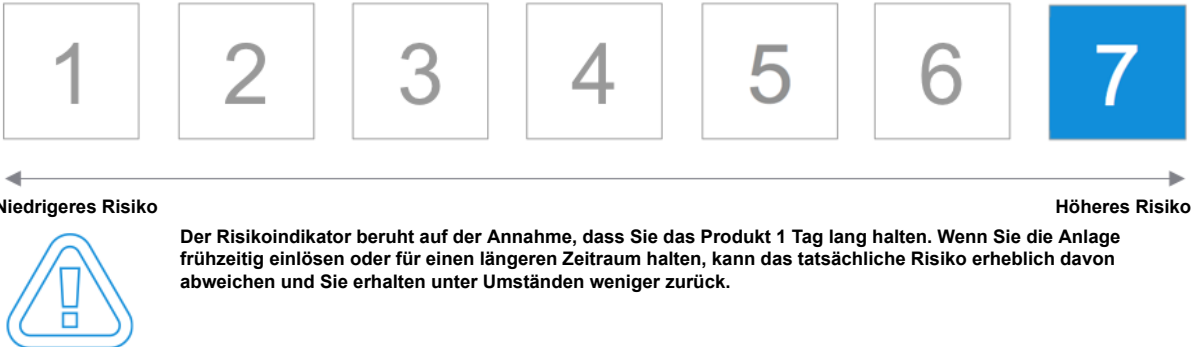 1 2 3 4 5 6 7
Niedrigeres Risiko Höheres Risiko
Der Risikoindikator beruht auf der Annahme, dass Sie das Produkt 1 Tag lang halten. Wenn Sie die Anlage
frühzeitig einlösen oder für einen längeren Zeitraum halten, kann das tatsächliche Risiko erheblich davon
abweichen und Sie erhalten unter Umständen weniger zurück.